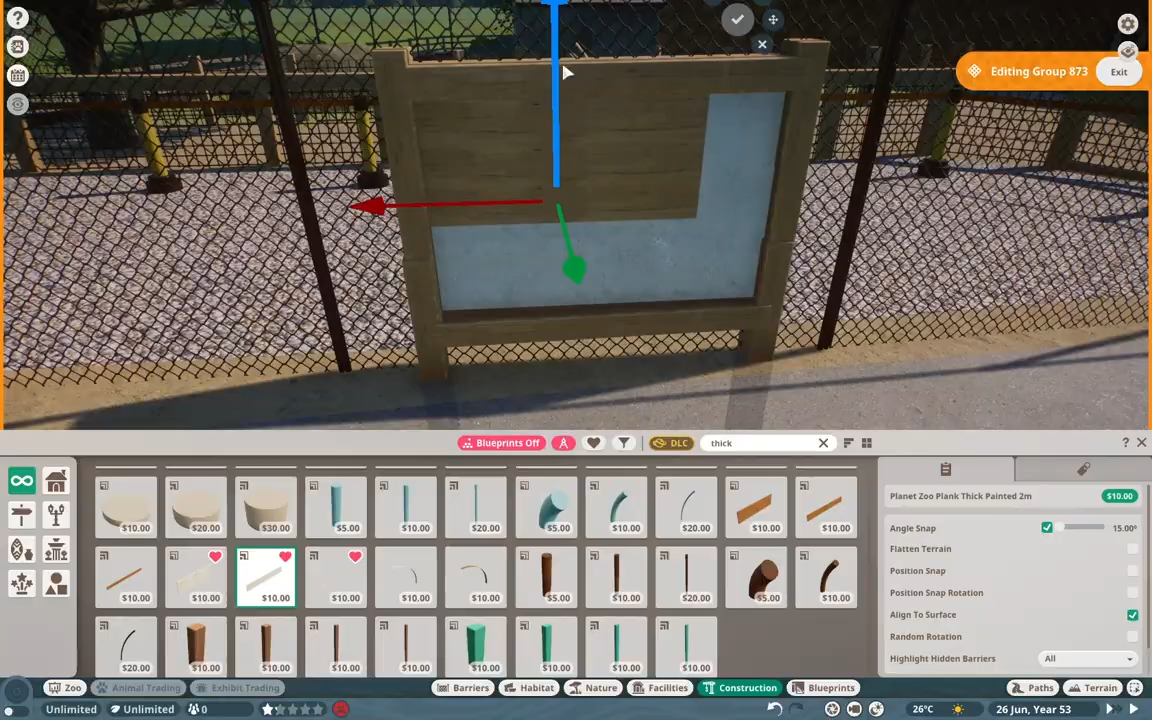 ?
Editing Group 873
Exit
Blueprints Off
DLC
thick
?
$10.00 $20.00 $30.00 $5.00 $10.00 $20.00 $5.00 $10.00 $20.00 $10.00 $10.00
$10.00 $10.00 $10.00 $10.00 $10.00 $10.00 $5.00 $10.00 $20.00 $5.00 $10.00
$20.00 $10.00 $10.00 $10.00 $10.00 $10.00 $10.00 $10.00 $10.00
Planet Zoo Plank Thick Painted 2m $10.00
Angle Snap 15.00°
Flatten Terrain
Position Snap
Position Snap Rotation
Align To Surface
Random Rotation
Highlight Hidden Barriers All
Zoo Animal Trading Exhibit Trading Barriers Habitat Nature Facilities Construction Blueprints Paths Terrain
Unlimited Unlimited 0 26°C 26 Jun, Year 53